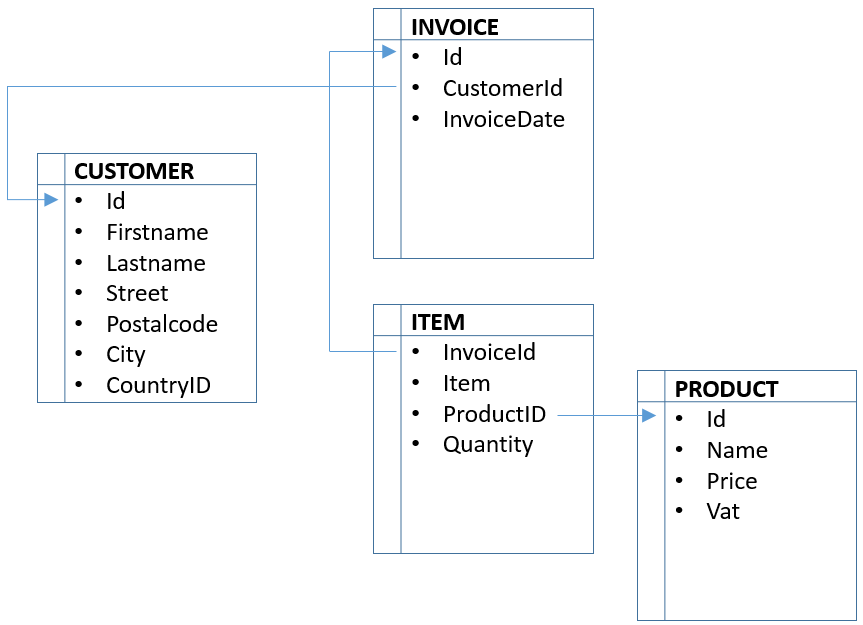 INVOICE
• Id
• CustomerId
• InvoiceDate
CUSTOMER
• Id
• Firstname
• Lastname
• Street
• Postalcode
• City
• CountryID
ITEM
• InvoiceId
• Item
• ProductID
• Quantity
PRODUCT
• Id
• Name
• Price
• Vat